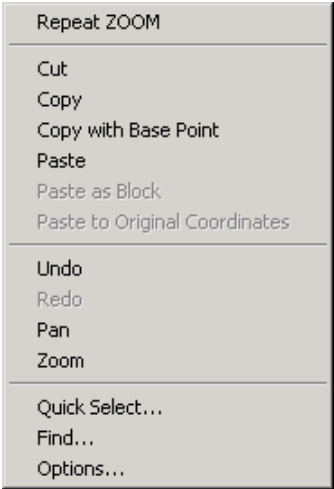 Repeat ZOOM
Cut
Copy
Copy with Base Point
Paste
Paste as Block
Paste to Original Coordinates
Undo
Redo
Pan
Zoom
Quick Select...
Find...
Options...